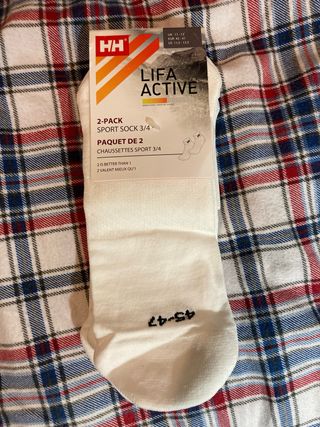 HH
LIFA
ACTIVE
2-PACK
SPORT SOCK 3/4
PAQUET DE 2
CHAUSSETTES SPORT 3/4
2 IS BETTER THAN 1
2 VALENT MIEUX QU'1
45-47